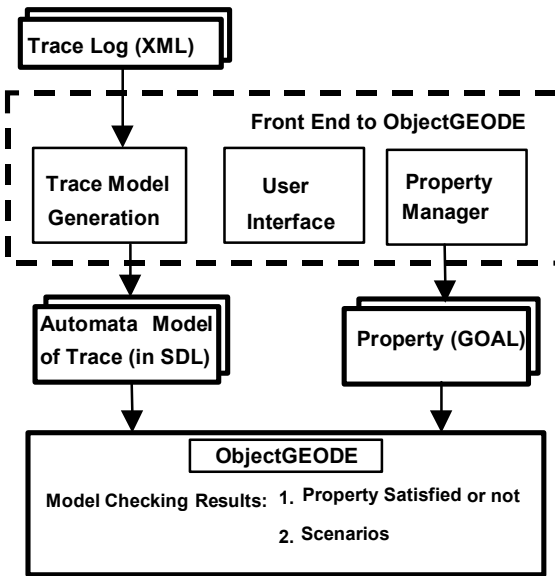 Trace Log (XML)
Front End to ObjectGEODE
Trace Model
Generation
User
Interface
Property
Manager
Automata Model
of Trace (in SDL)
Property (GOAL)
ObjectGEODE
Model Checking Results: 1. Property Satisfied or not
2. Scenarios